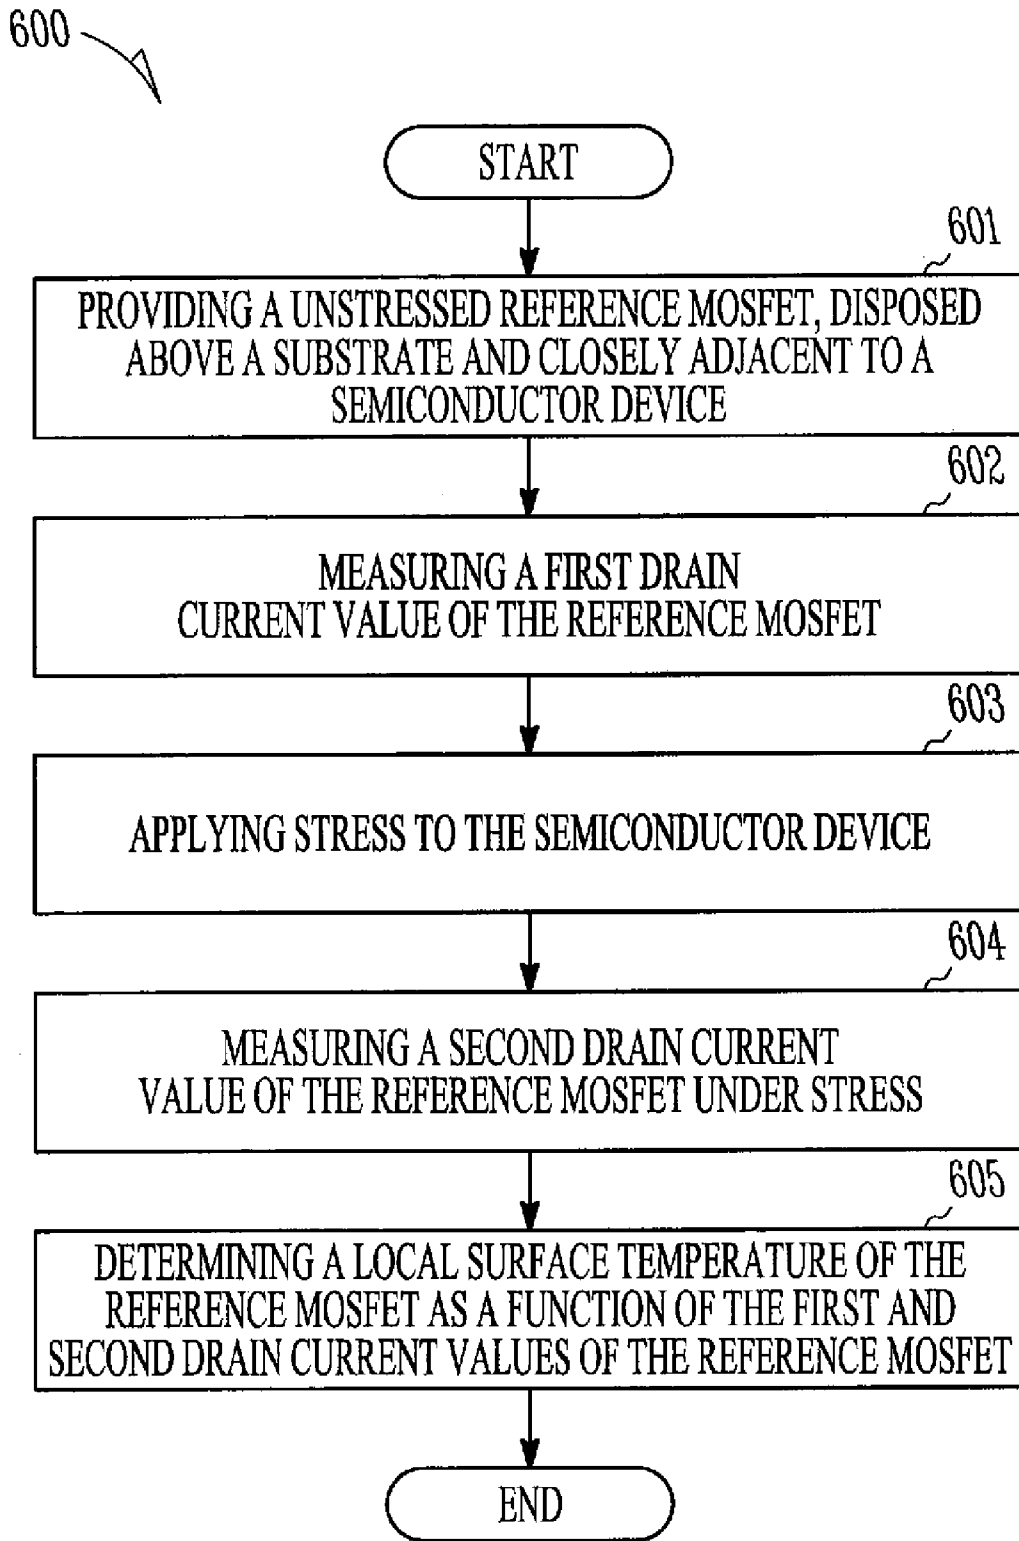 600
START
601
PROVIDING A UNSTRESSED REFERENCE MOSFET, DISPOSED
ABOVE A SUBSTRATE AND CLOSELY ADJACENT TO A
SEMICONDUCTOR DEVICE
602
MEASURING A FIRST DRAIN
CURRENT VALUE OF THE REFERENCE MOSFET
603
APPLYING STRESS TO THE SEMICONDUCTOR DEVICE
604
MEASURING A SECOND DRAIN CURRENT
VALUE OF THE REFERENCE MOSFET UNDER STRESS
605
DETERMINING A LOCAL SURFACE TEMPERATURE OF THE
REFERENCE MOSFET AS A FUNCTION OF THE FIRST AND
SECOND DRAIN CURRENT VALUES OF THE REFERENCE MOSFET
END